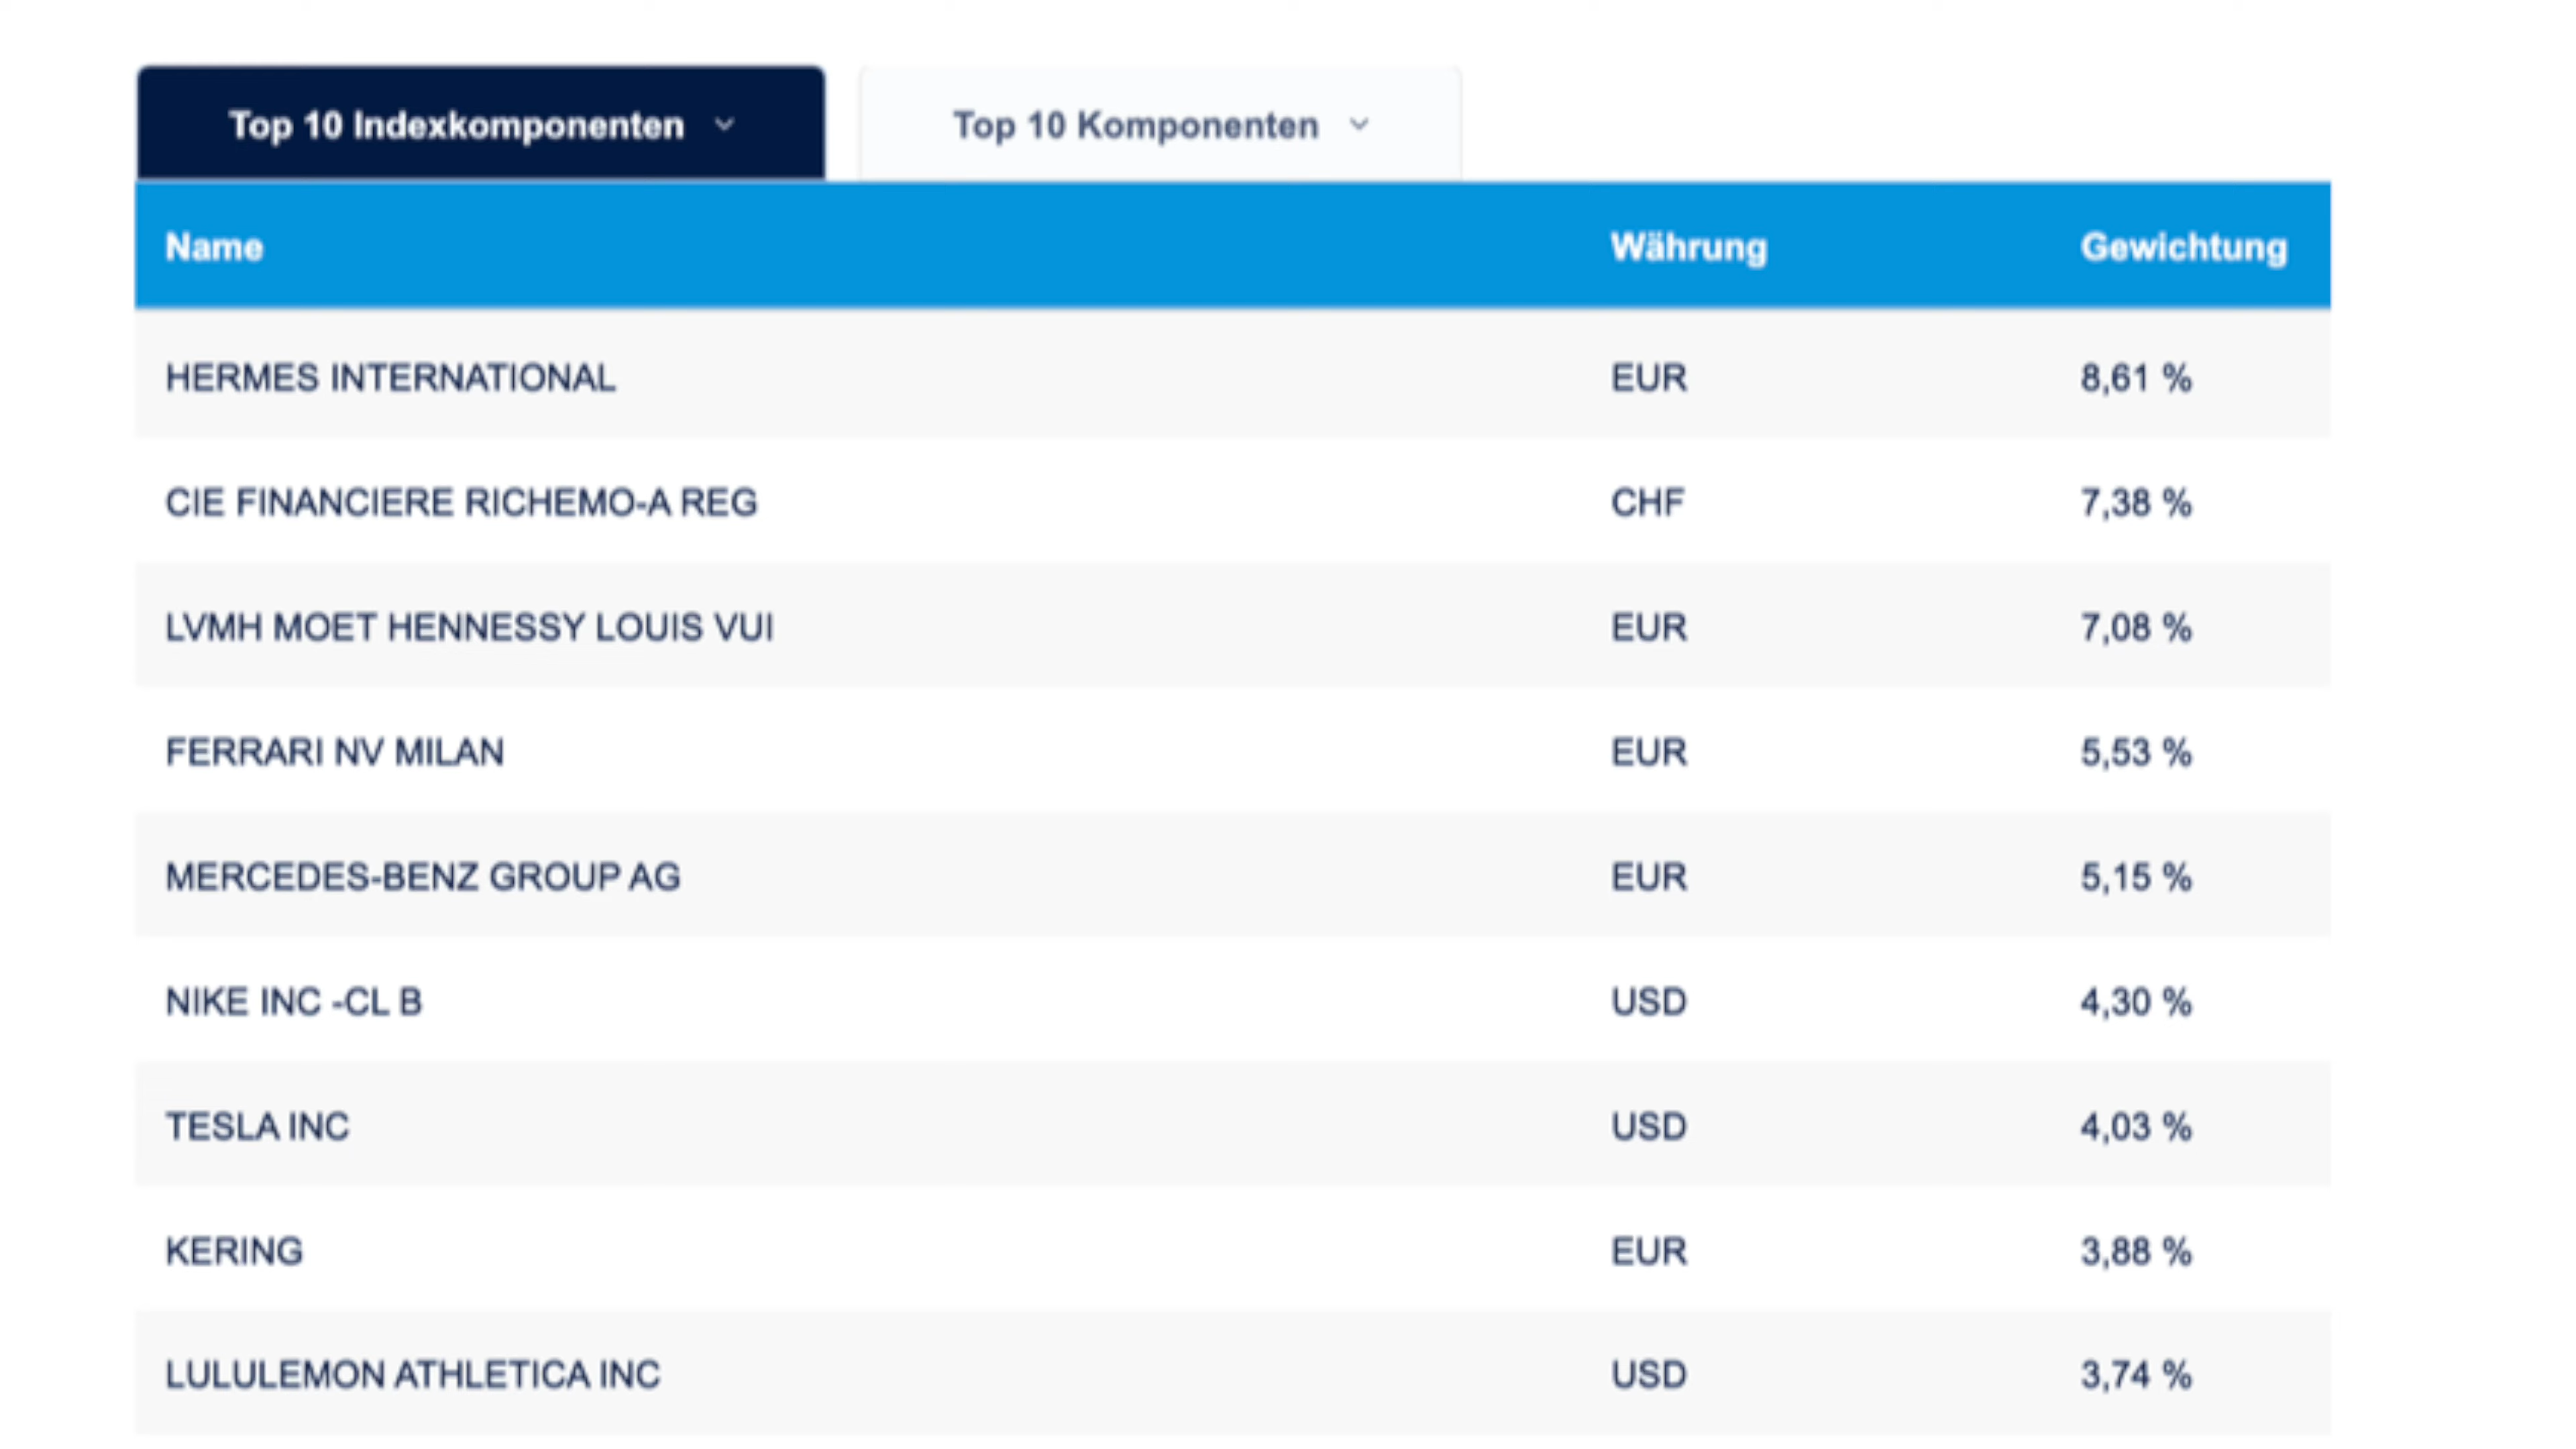 Top 10 Indexkomponenten Top 10 Komponenten
Name Währung Gewichtung
HERMES INTERNATIONAL EUR 8,61 %
CIE FINANCIERE RICHEMO-A REG CHF 7,38 %
LVMH MOET HENNESSY LOUIS VUI EUR 7,08 %
FERRARI NV MILAN EUR 5,53 %
MERCEDES-BENZ GROUP AG EUR 5,15 %
NIKE INC -CL B USD 4,30 %
TESLA INC USD 4,03 %
KERING EUR 3,88 %
LULULEMON ATHLETICA INC USD 3,74 %